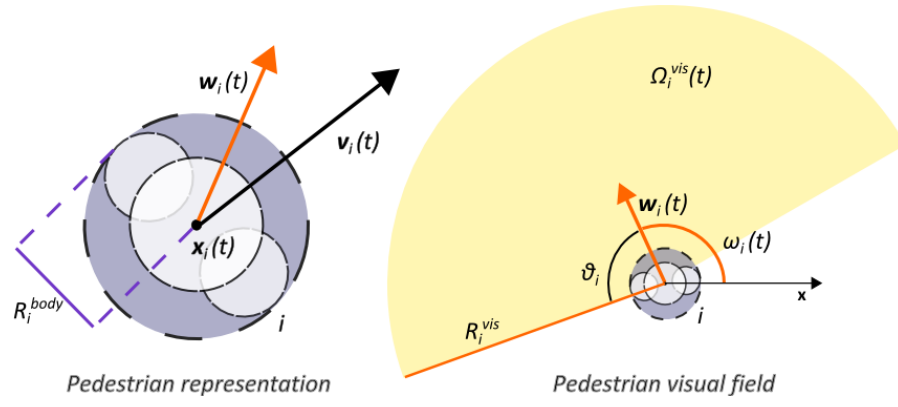 w_i(t)
v_i(t)
x_i(t)
R_i^body
i
Pedestrian representation
Ω_i^vis(t)
w_i(t)
ω_i(t)
ϑ_i
x
R_i^vis
i
Pedestrian visual field